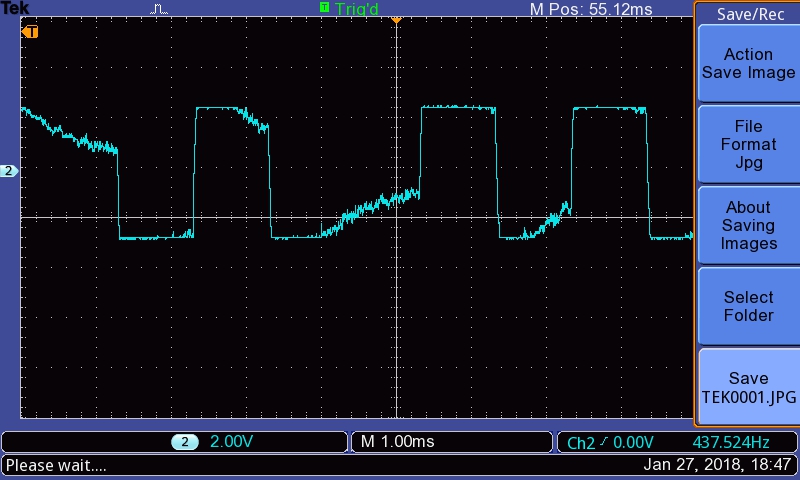 Tek
T Trig'd
M Pos: 55.12ms
Save/Rec
T
Action
Save Image
File
Format
Jpg
2
About
Saving
Images
Select
Folder
Save
TEK0001.JPG
2 2.00V
M 1.00ms
Ch2 / 0.00V 437.524Hz
Please wait....
Jan 27, 2018, 18:47